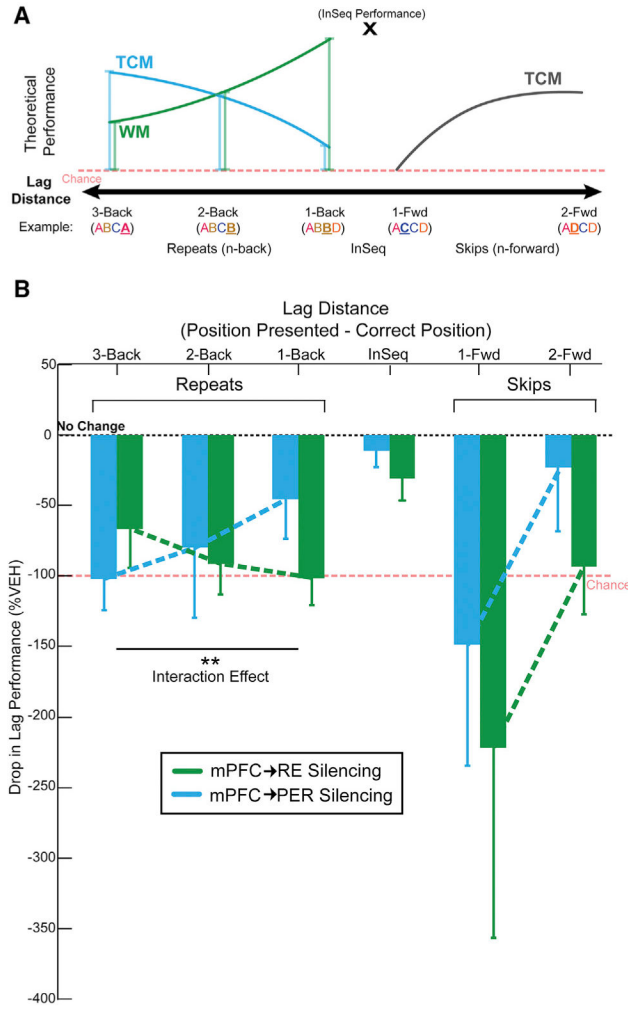 A
(InSeq Performance)
X
TCM
TCM
WM
Theoretical
Performance
Chance
Lag
Distance
3-Back 2-Back 1-Back 1-Fwd 2-Fwd
Example: (ABCA) (ABCB) (ABBD) (ACCD) (ADCD)
Repeats (n-back) InSeq Skips (n-forward)
B
Lag Distance
(Position Presented - Correct Position)
3-Back 2-Back 1-Back InSeq 1-Fwd 2-Fwd
50
Repeats Skips
No Change
0
-50
-100
Chance
-150
**
Interaction Effect
-200
-250
-300
-350
-400
Drop in Lag Performance (%VEH)
mPFC➔RE Silencing
mPFC➔PER Silencing